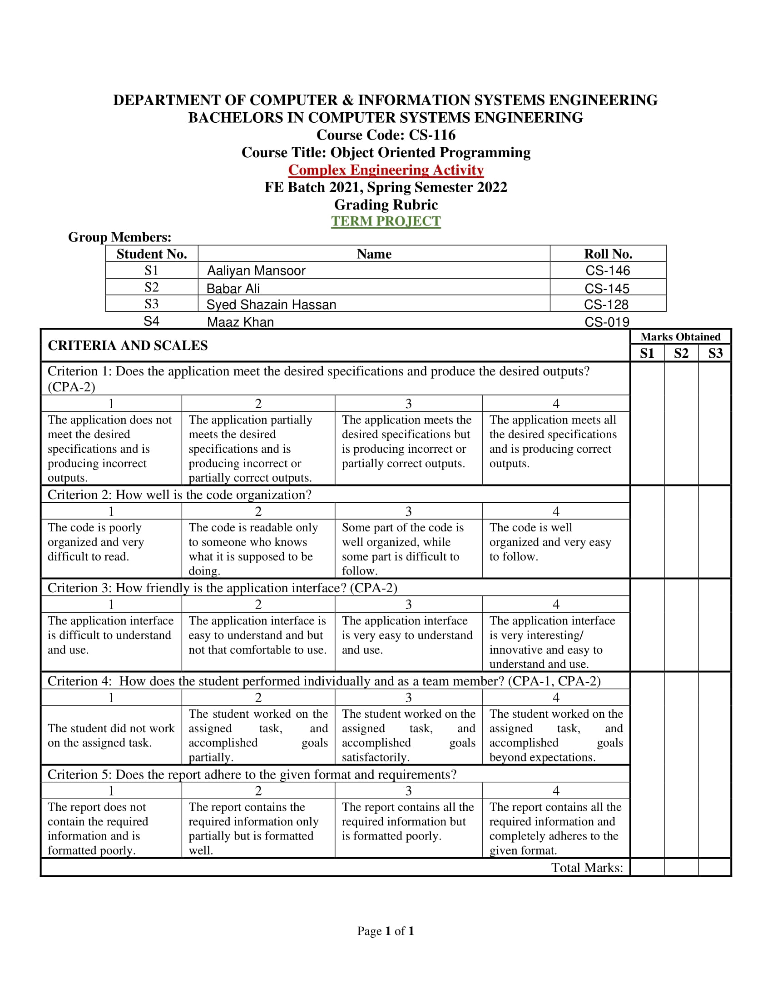 DEPARTMENT OF COMPUTER & INFORMATION SYSTEMS ENGINEERING
BACHELORS IN COMPUTER SYSTEMS ENGINEERING
Course Code: CS-116
Course Title: Object Oriented Programming
Complex Engineering Activity
FE Batch 2021, Spring Semester 2022
Grading Rubric
TERM PROJECT
Group Members:
Student No. Name Roll No.
S1 Aaliyan Mansoor CS-146
S2 Babar Ali CS-145
S3 Syed Shazain Hassan CS-128
S4 Maaz Khan CS-019
CRITERIA AND SCALES
Marks Obtained
S1 S2 S3
Criterion 1: Does the application meet the desired specifications and produce the desired outputs?
(CPA-2)
1 2 3 4
The application does not
meet the desired
specifications and is
producing incorrect
outputs.
The application partially
meets the desired
specifications and is
producing incorrect or
partially correct outputs.
The application meets the
desired specifications but
is producing incorrect or
partially correct outputs.
The application meets all
the desired specifications
and is producing correct
outputs.
Criterion 2: How well is the code organization?
1 2 3 4
The code is poorly
organized and very
difficult to read.
The code is readable only
to someone who knows
what it is supposed to be
doing.
Some part of the code is
well organized, while
some part is difficult to
follow.
The code is well
organized and very easy
to follow.
Criterion 3: How friendly is the application interface? (CPA-2)
1 2 3 4
The application interface
is difficult to understand
and use.
The application interface is
easy to understand and but
not that comfortable to use.
The application interface
is very easy to understand
and use.
The application interface
is very interesting/
innovative and easy to
understand and use.
Criterion 4:  How does the student performed individually and as a team member? (CPA-1, CPA-2)
1 2 3 4
The student did not work
on the assigned task.
The student worked on the
assigned task, and
accomplished goals
partially.
The student worked on the
assigned task, and
accomplished goals
satisfactorily.
The student worked on the
assigned task, and
accomplished goals
beyond expectations.
Criterion 5: Does the report adhere to the given format and requirements?
1 2 3 4
The report does not
contain the required
information and is
formatted poorly.
The report contains the
required information only
partially but is formatted
well.
The report contains all the
required information but
is formatted poorly.
The report contains all the
required information and
completely adheres to the
given format.
Total Marks:
Page 1 of 1